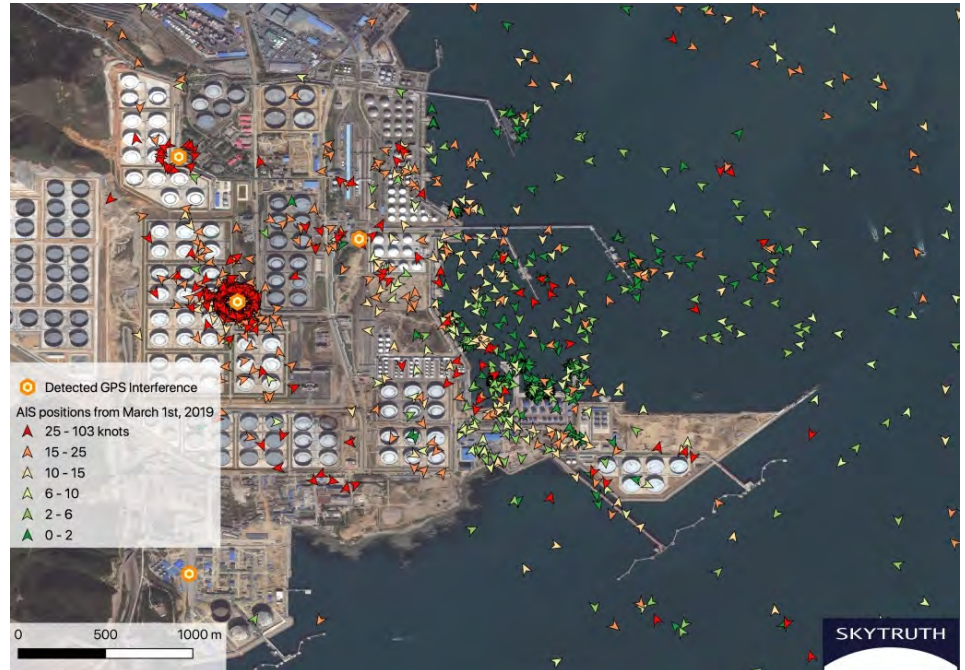 Detected GPS Interference
AIS positions from March 1st, 2019
25 - 103 knots
15 - 25
10 - 15
6 - 10
2 - 6
0 - 2
0 500 1000 m
SKYTRUTH